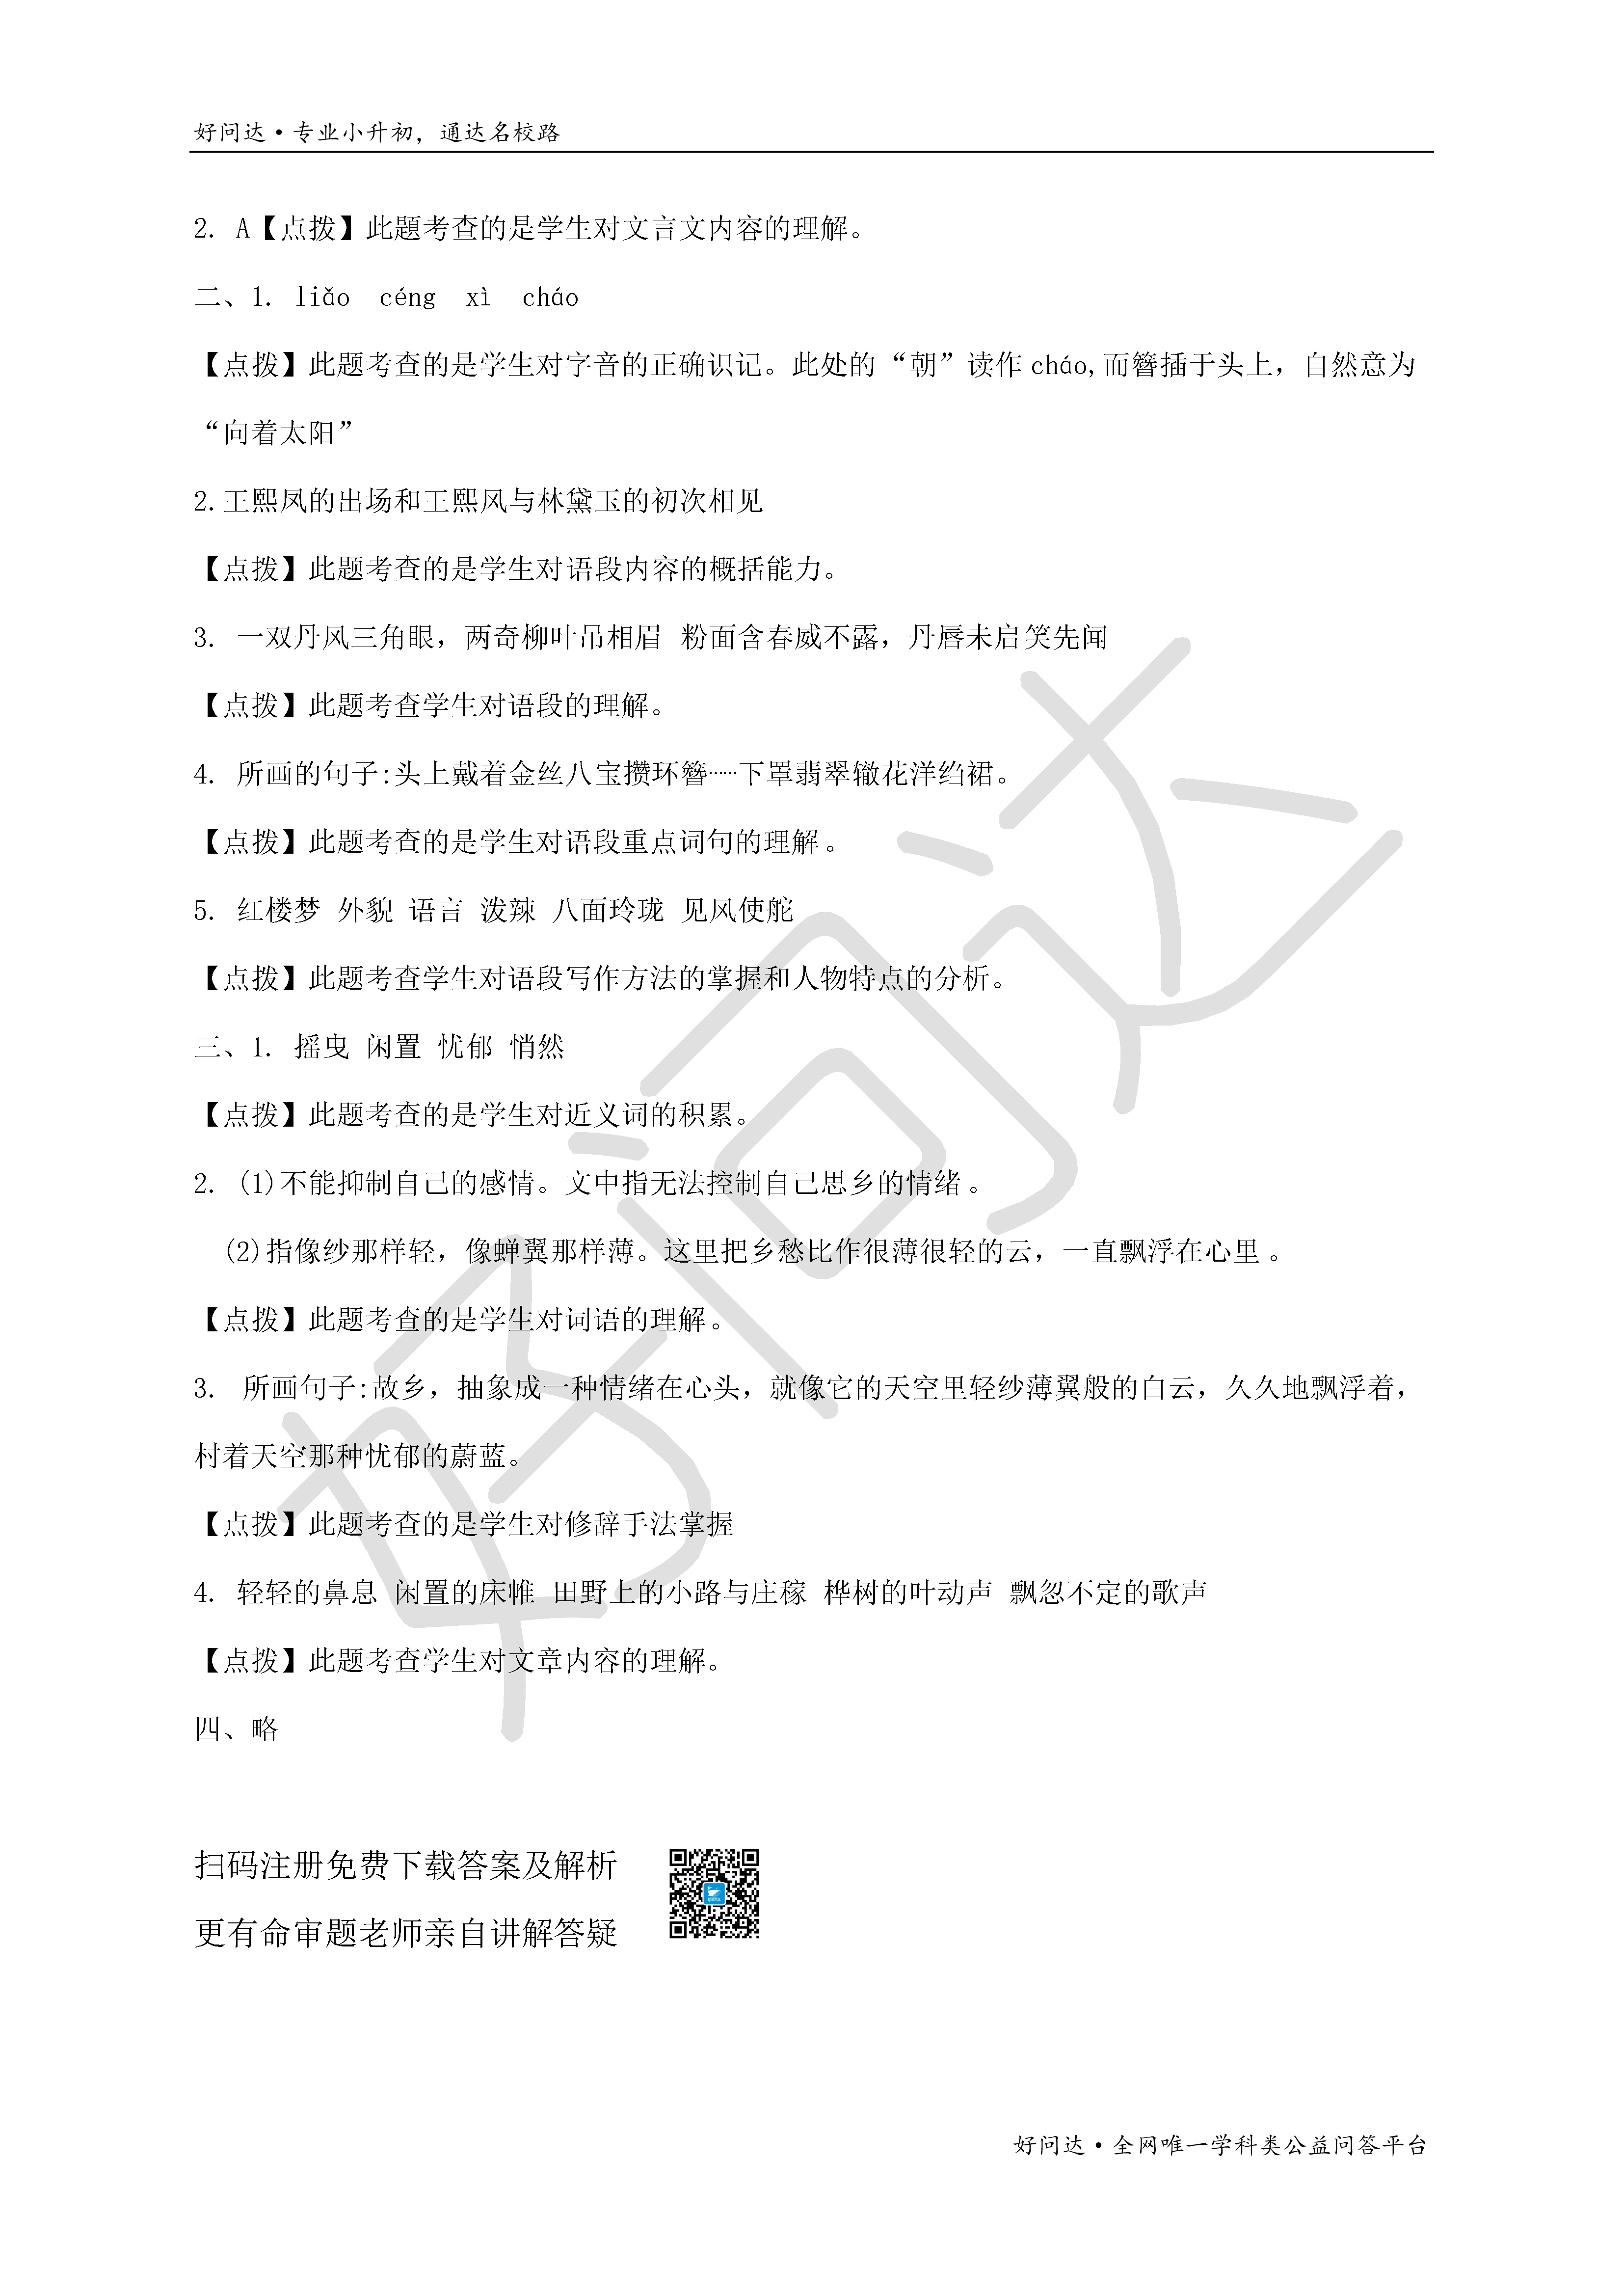 好问达·专业小升初，通达名校路
2. A【点拨】此题考查的是学生对文言文内容的理解。
二、1. liǎo céng xì cháo
【点拨】此题考查的是学生对字音的正确识记。此处的“朝”读作 cháo,而簪插于头上，自然意为
“向着太阳”
2.王熙凤的出场和王熙风与林黛玉的初次相见
【点拨】此题考查的是学生对语段内容的概括能力。
3. 一双丹风三角眼，两奇柳叶吊相眉 粉面含春威不露，丹唇未启笑先闻
【点拨】此题考查学生对语段的理解。
4. 所画的句子:头上戴着金丝八宝攒环簪……下罩翡翠辙花洋绉裙。
【点拨】此题考查的是学生对语段重点词句的理解。
5. 红楼梦 外貌 语言 泼辣 八面玲珑 见风使舵
【点拨】此题考查学生对语段写作方法的掌握和人物特点的分析。
三、1. 摇曳 闲置 忧郁 悄然
【点拨】此题考查的是学生对近义词的积累。
2. (1)不能抑制自己的感情。文中指无法控制自己思乡的情绪。
(2)指像纱那样轻，像蝉翼那样薄。这里把乡愁比作很薄很轻的云，一直飘浮在心里。
【点拨】此题考查的是学生对词语的理解。
3. 所画句子:故乡，抽象成一种情绪在心头，就像它的天空里轻纱薄翼般的白云，久久地飘浮着，
村着天空那种忧郁的蔚蓝。
【点拨】此题考查的是学生对修辞手法掌握
4. 轻轻的鼻息 闲置的床帷 田野上的小路与庄稼 桦树的叶动声 飘忽不定的歌声
【点拨】此题考查学生对文章内容的理解。
四、略
好问达
扫码注册免费下载答案及解析
更有命审题老师亲自讲解答疑
好问达·全网唯一学科类公益问答平台